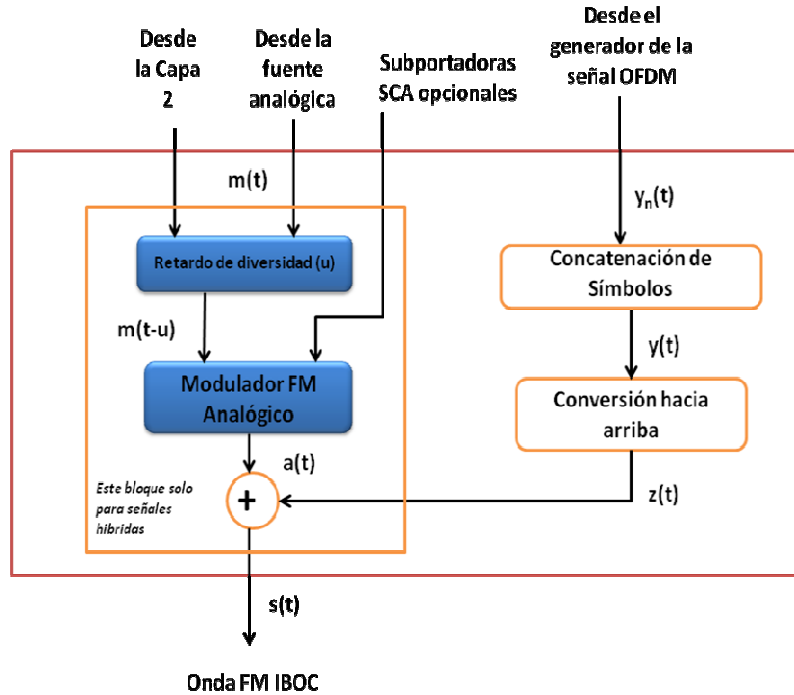 Desde
la Capa
2
Desde la
fuente
analógica
Subportadoras
SCA opcionales
Desde el
generador de la
señal OFDM
m(t)
yn(t)
Retardo de diversidad (u)
Concatenación de
Símbolos
m(t-u)
y(t)
Modulador FM
Analógico
Conversión hacia
arriba
a(t)
Este bloque solo
para señales
hibridas
+
z(t)
s(t)
Onda FM IBOC